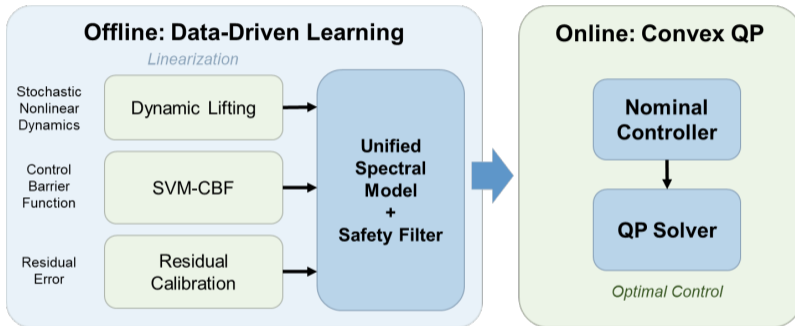 Offline: Data-Driven Learning
Linearization
Stochastic
Nonlinear
Dynamics
Dynamic Lifting
Control
Barrier
Function
SVM-CBF
Residual
Error
Residual
Calibration
Unified
Spectral
Model
+
Safety Filter
Online: Convex QP
Nominal
Controller
QP Solver
Optimal Control